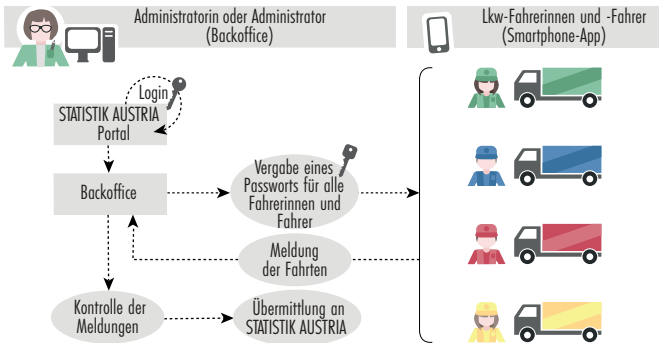 Administratorin oder Administrator
(Backoffice)
Lkw-Fahrerinnen und -Fahrer
(Smartphone-App)
Login
STATISTIK AUSTRIA
Portal
Backoffice
Vergabe eines
Passworts für alle
Fahrerinnen und
Fahrer
Meldung
der Fahrten
Kontrolle der
Meldungen
Übermittlung an
STATISTIK AUSTRIA